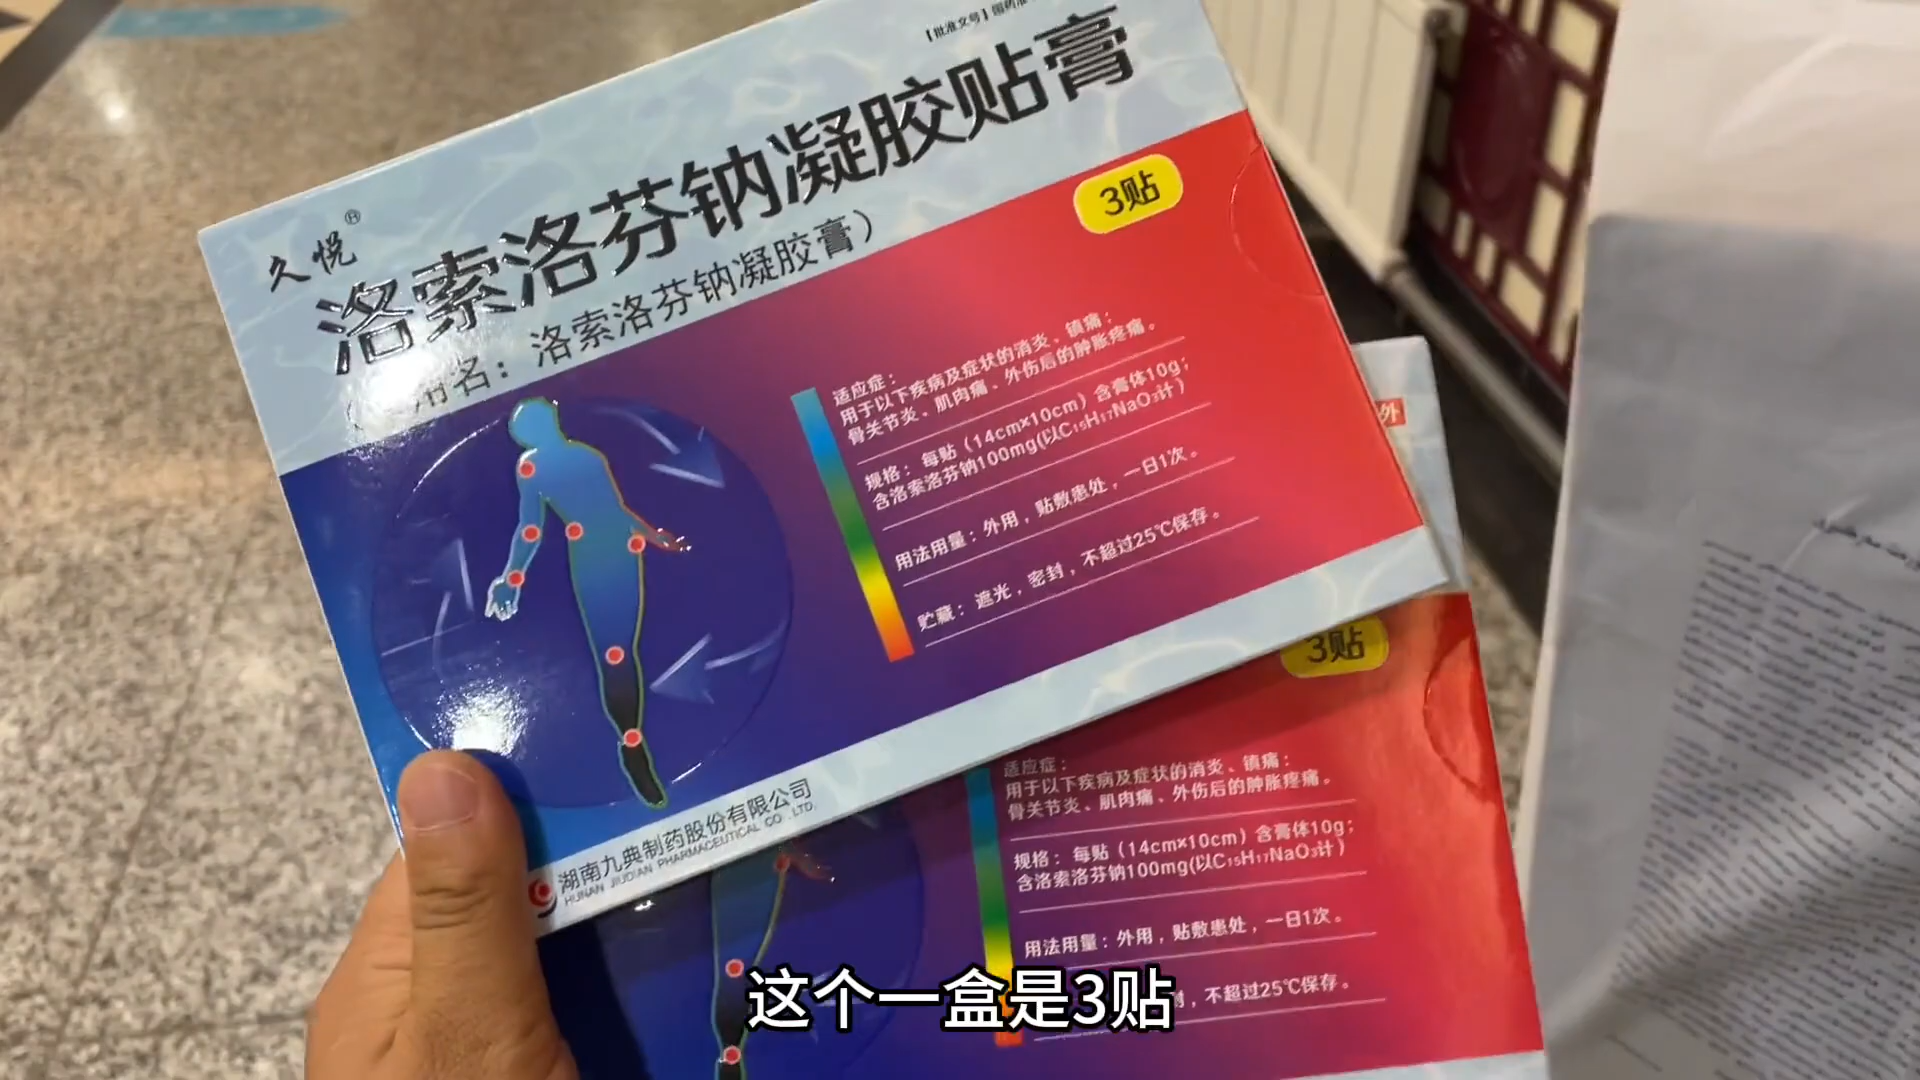 【批准文号】国药准
久悦®
洛索洛芬钠凝胶贴膏
用名：洛索洛芬钠凝胶膏）
3贴
适应症：
用于以下疾病及症状的消炎、镇痛：
骨关节炎、肌肉痛、外伤后的肿胀疼痛。
规格：每贴（14cm×10cm）含膏体10g；
含洛索洛芬钠100mg(以C₁₅H₁₇NaO₃计）
用法用量：外用，贴敷患处，一日1次。
贮藏：遮光，密封，不超过25℃保存。
湖南九典制药股份有限公司
HUNAN JIUDIAN PHARMACEUTICAL CO .,LTD.
外
3贴
适应症：
用于以下疾病及症状的消炎、镇痛：
骨关节炎、肌肉痛、外伤后的肿胀疼痛。
规格：每贴（14cm×10cm）含膏体10g；
含洛索洛芬钠100mg(以C₁₅H₁₇NaO₃计）
用法用量：外用，贴敷患处，一日1次。
封，不超过25℃保存。
这个一盒是3贴